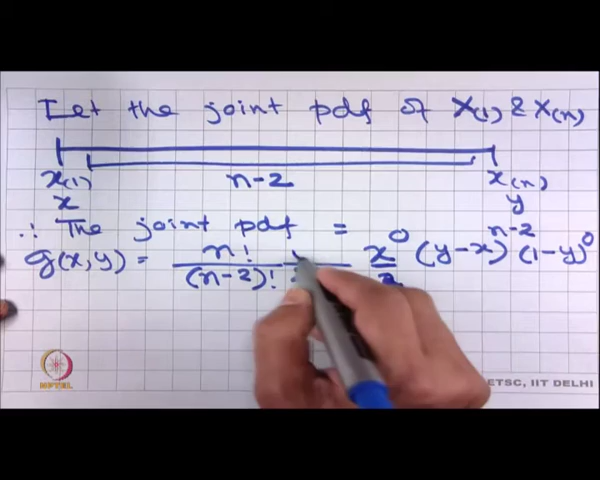 Let the joint pdf of X(1) & X(n)
x(1) n-2 x(n)
x y
∴ The joint pdf =
g(x,y) = n! / (n-2)! x^0 (y-x)^n-2 (1-y)^0
NPTEL
ETSC, IIT DELHI